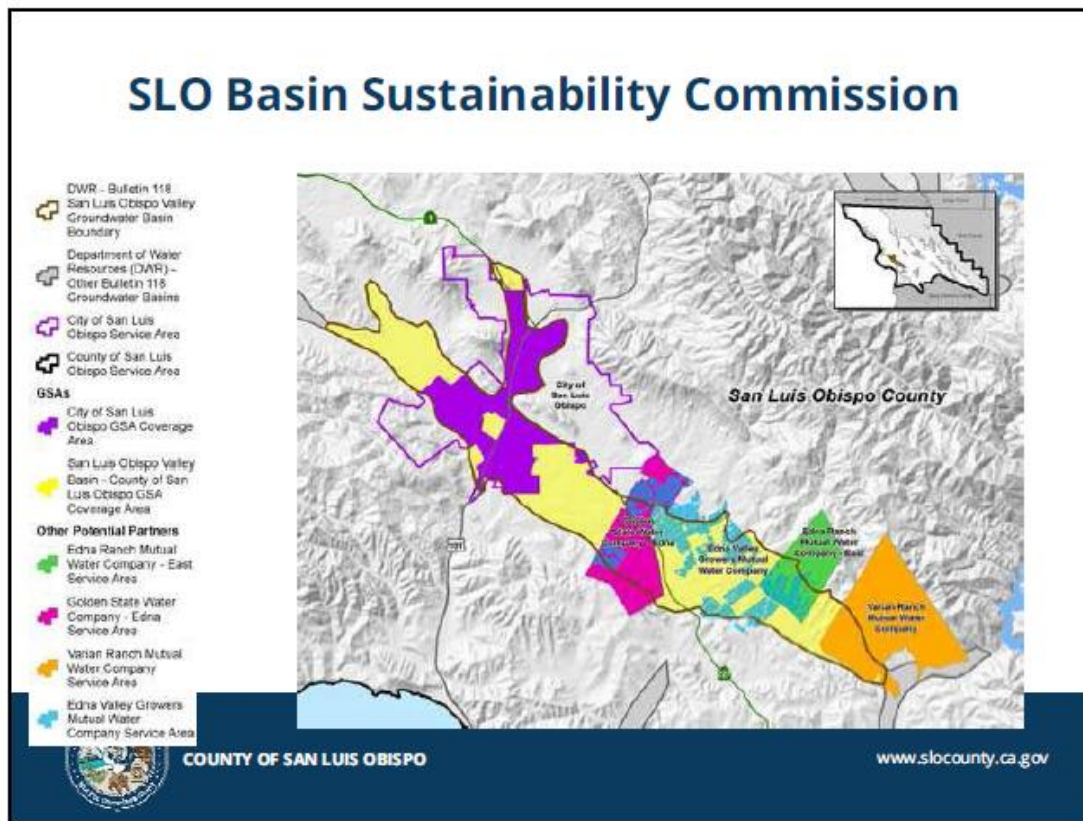 SLO Basin Sustainability Commission
DWR - Bulletin 118
San Luis Obispo Valley
Groundwater Basin
Boundary
Department of Water
Resources (DWR) -
Other Bulletin 118
Groundwater Basins
City of San Luis
Obispo Service Area
County of San Luis
Obispo Service Area
GSAs
City of San Luis
Obispo GSA Coverage
Area
San Luis Obispo Valley
Basin - County of San
Luis Obispo GSA
Coverage Area
Other Potential Partners
Edna Ranch Mutual
Water Company - East
Service Area
Golden State Water
Company - Edna
Service Area
Varian Ranch Mutual
Water Company
Service Area
Edna Valley Growers
Mutual Water
Company Service Area
1
City of
San Luis
Obispo
San Luis Obispo County
Golden
State Water
Company - Edna
Edna Valley
Growers Mutual
Water Company
Edna Ranch
Mutual Water
Company - East
Varian Ranch
Mutual Water
Company
101
COUNTY OF SAN LUIS OBISPO
www.slocounty.ca.gov